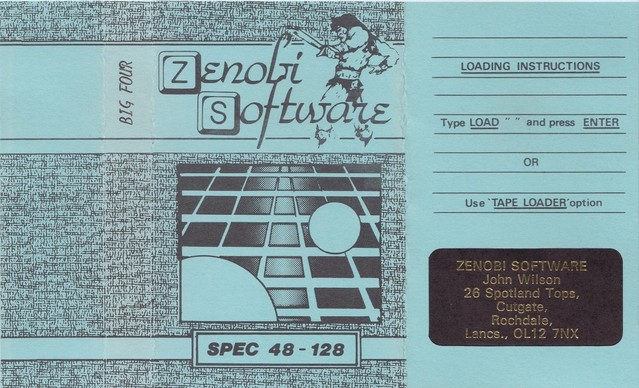 BIG FOUR
Zenobi
Software
SPEC 48-128
LOADING INSTRUCTIONS
Type LOAD " " and press ENTER
OR
Use 'TAPE LOADER' option
ZENOBI SOFTWARE
John Wilson
26 Spotland Tops,
Cutgate,
Rochdale,
Lancs., OL12 7NX